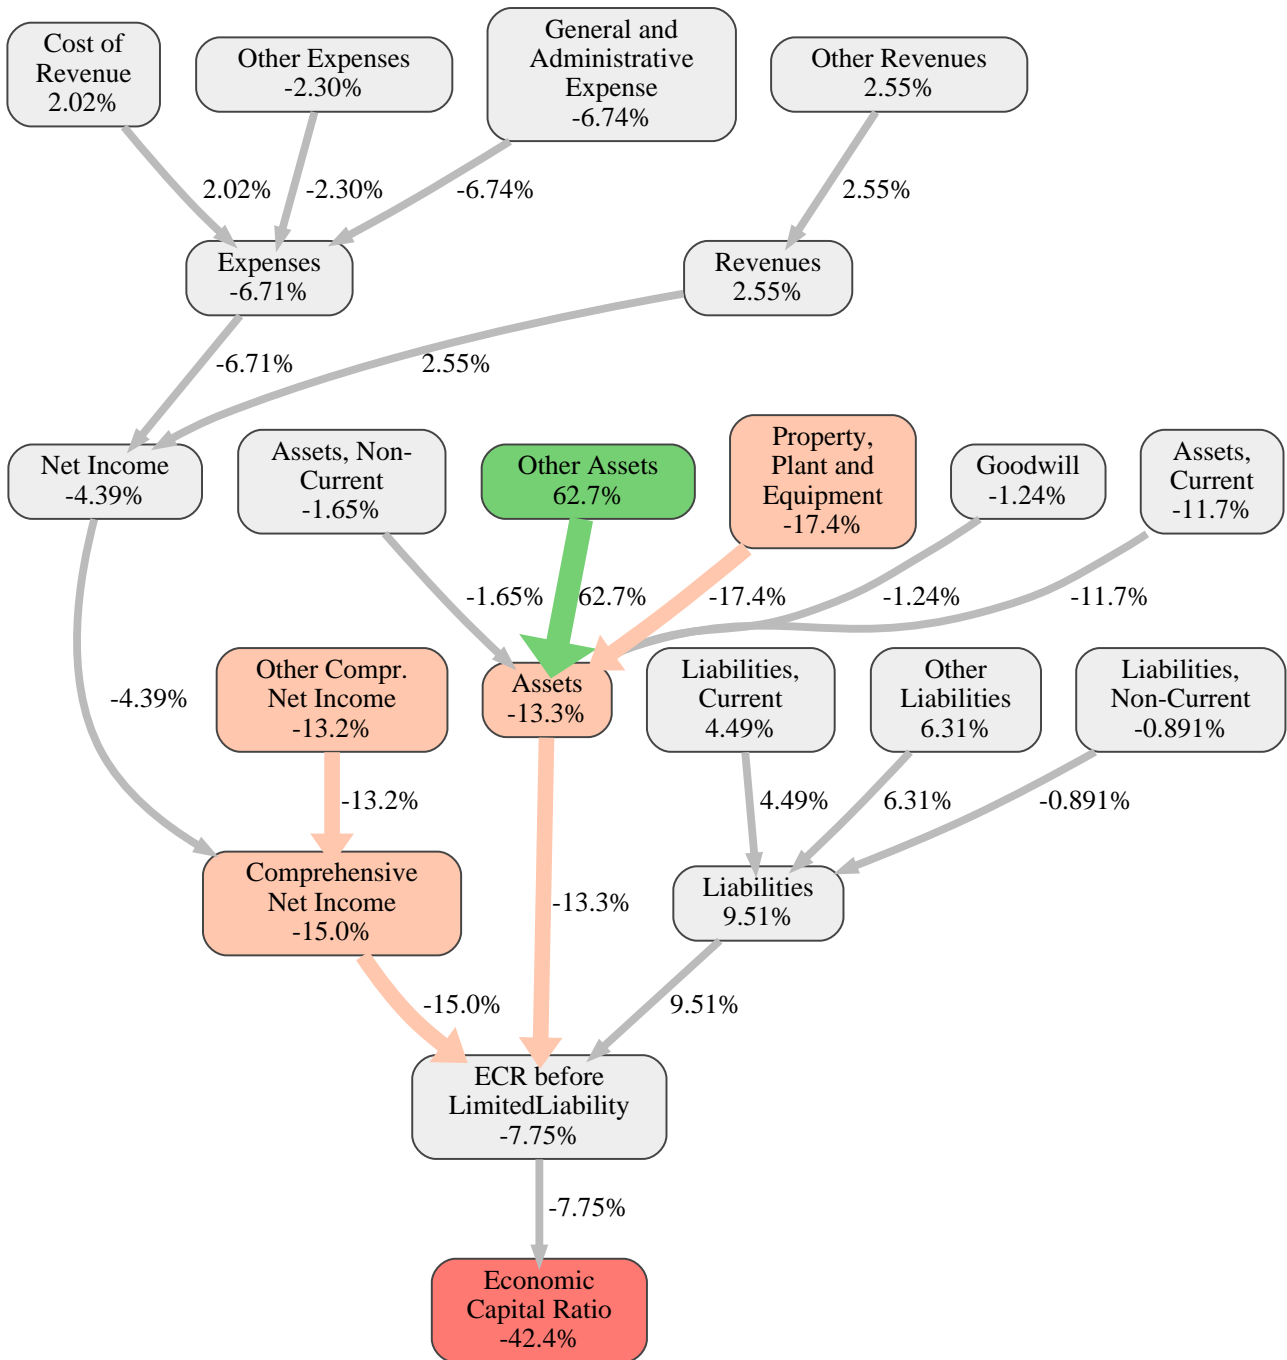 Cost of
Revenue
2.02%
Other Expenses
-2.30%
General and
Administrative
Expense
-6.74%
Other Revenues
2.55%
2.02%
-2.30%
-6.74%
2.55%
Expenses
-6.71%
Revenues
2.55%
-6.71%
2.55%
Net Income
-4.39%
Assets, Non-
Current
-1.65%
Other Assets
62.7%
Property,
Plant and
Equipment
-17.4%
Goodwill
-1.24%
Assets,
Current
-11.7%
-1.65%
62.7%
-17.4%
-1.24%
-11.7%
-4.39%
Other Compr.
Net Income
-13.2%
Assets
-13.3%
Liabilities,
Current
4.49%
Other
Liabilities
6.31%
Liabilities,
Non-Current
-0.891%
-13.2%
4.49%
6.31%
-0.891%
Comprehensive
Net Income
-15.0%
-13.3%
Liabilities
9.51%
-15.0%
9.51%
ECR before
LimitedLiability
-7.75%
-7.75%
Economic
Capital Ratio
-42.4%